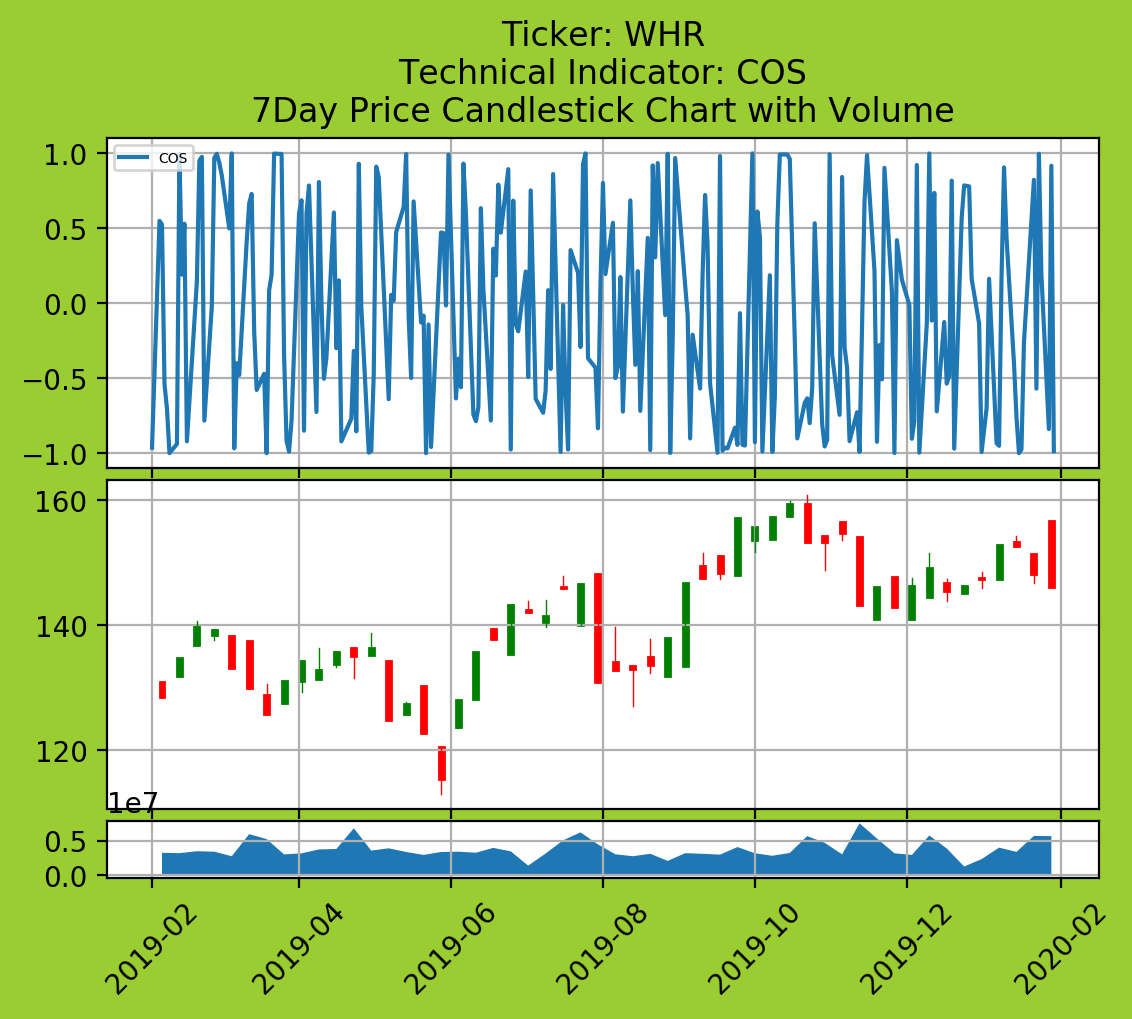 Ticker: WHR
Technical Indicator: COS
7Day Price Candlestick Chart with Volume
COS
1.0
0.5
0.0
−0.5
−1.0
160
140
120
1e7
0.5
0.0
2019-02 2019-04 2019-06 2019-08 2019-10 2019-12 2020-02